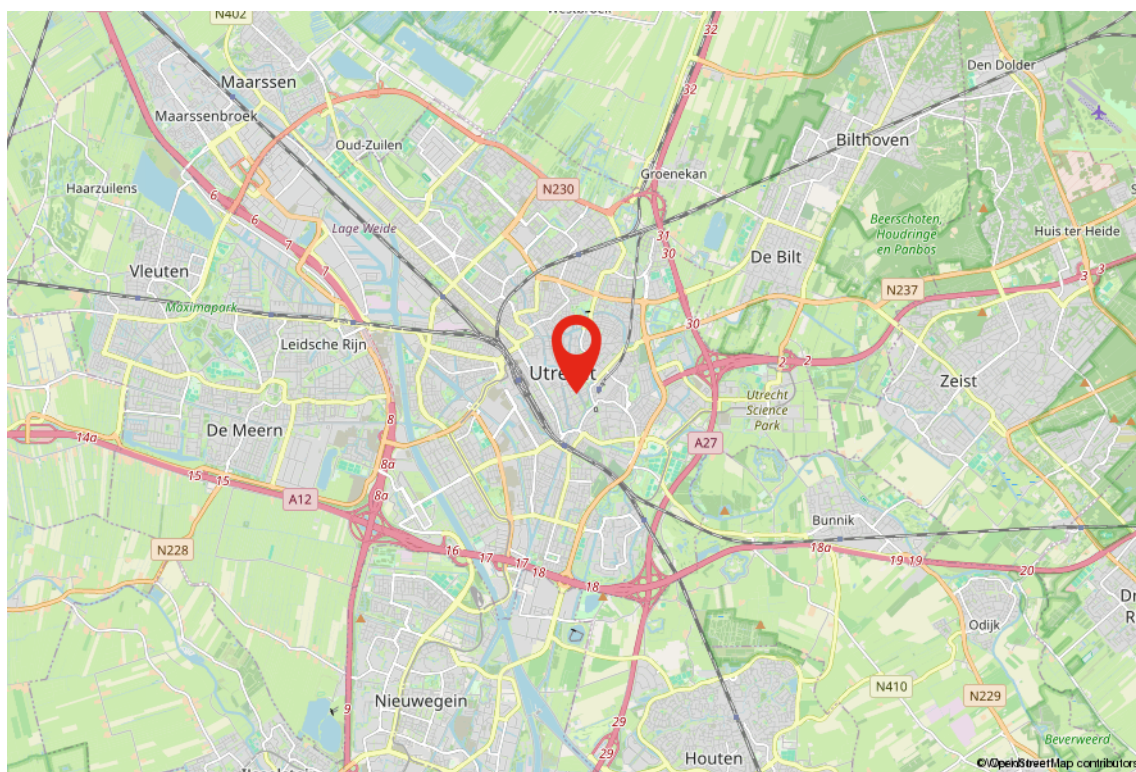 N402
Westbroek
32
32
Maarssen
Maarssenbroek
Oud-Zuilen
Den Dolder
Bilthoven
Groenekan
Haarzuilens
N230
6
6
7
7
Lage Weide
31
30
Beerschoten,
Houdringe
en Panbos
Huis ter Heide
De Bilt
3
3
Vleuten
N237
Maximapark
Leidsche Rijn
30
2
2
Utrecht
Utrecht
Science
Park
Zeist
8
De Meern
14a
A27
8a
15
15
A12
8a
N228
16
17
17
18
18
Bunnik
18a
19
19
20
Odijk
N410
N229
Nieuwegein
9
29
29
Houten
Beverweerd